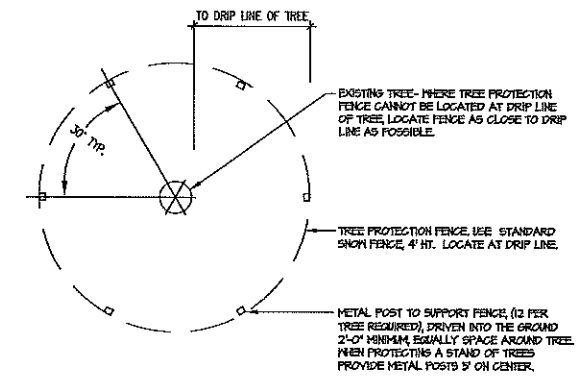 TO DRIP LINE OF TREE
30° TYP.
EXISTING TREE- WHERE TREE PROTECTION
FENCE CANNOT BE LOCATED AT DRIP LINE
OF TREE, LOCATE FENCE AS CLOSE TO DRIP
LINE AS POSSIBLE.
TREE PROTECTION FENCE, USE STANDARD
SNOW FENCE, 4' HT. LOCATE AT DRIP LINE.
METAL POST TO SUPPORT FENCE, (12 PER
TREE REQUIRED), DRIVEN INTO THE GROUND
2'-0" MINIMUM, EQUALLY SPACE AROUND TREE.
WHEN PROTECTING A STAND OF TREES
PROVIDE METAL POSTS 5' ON CENTER.